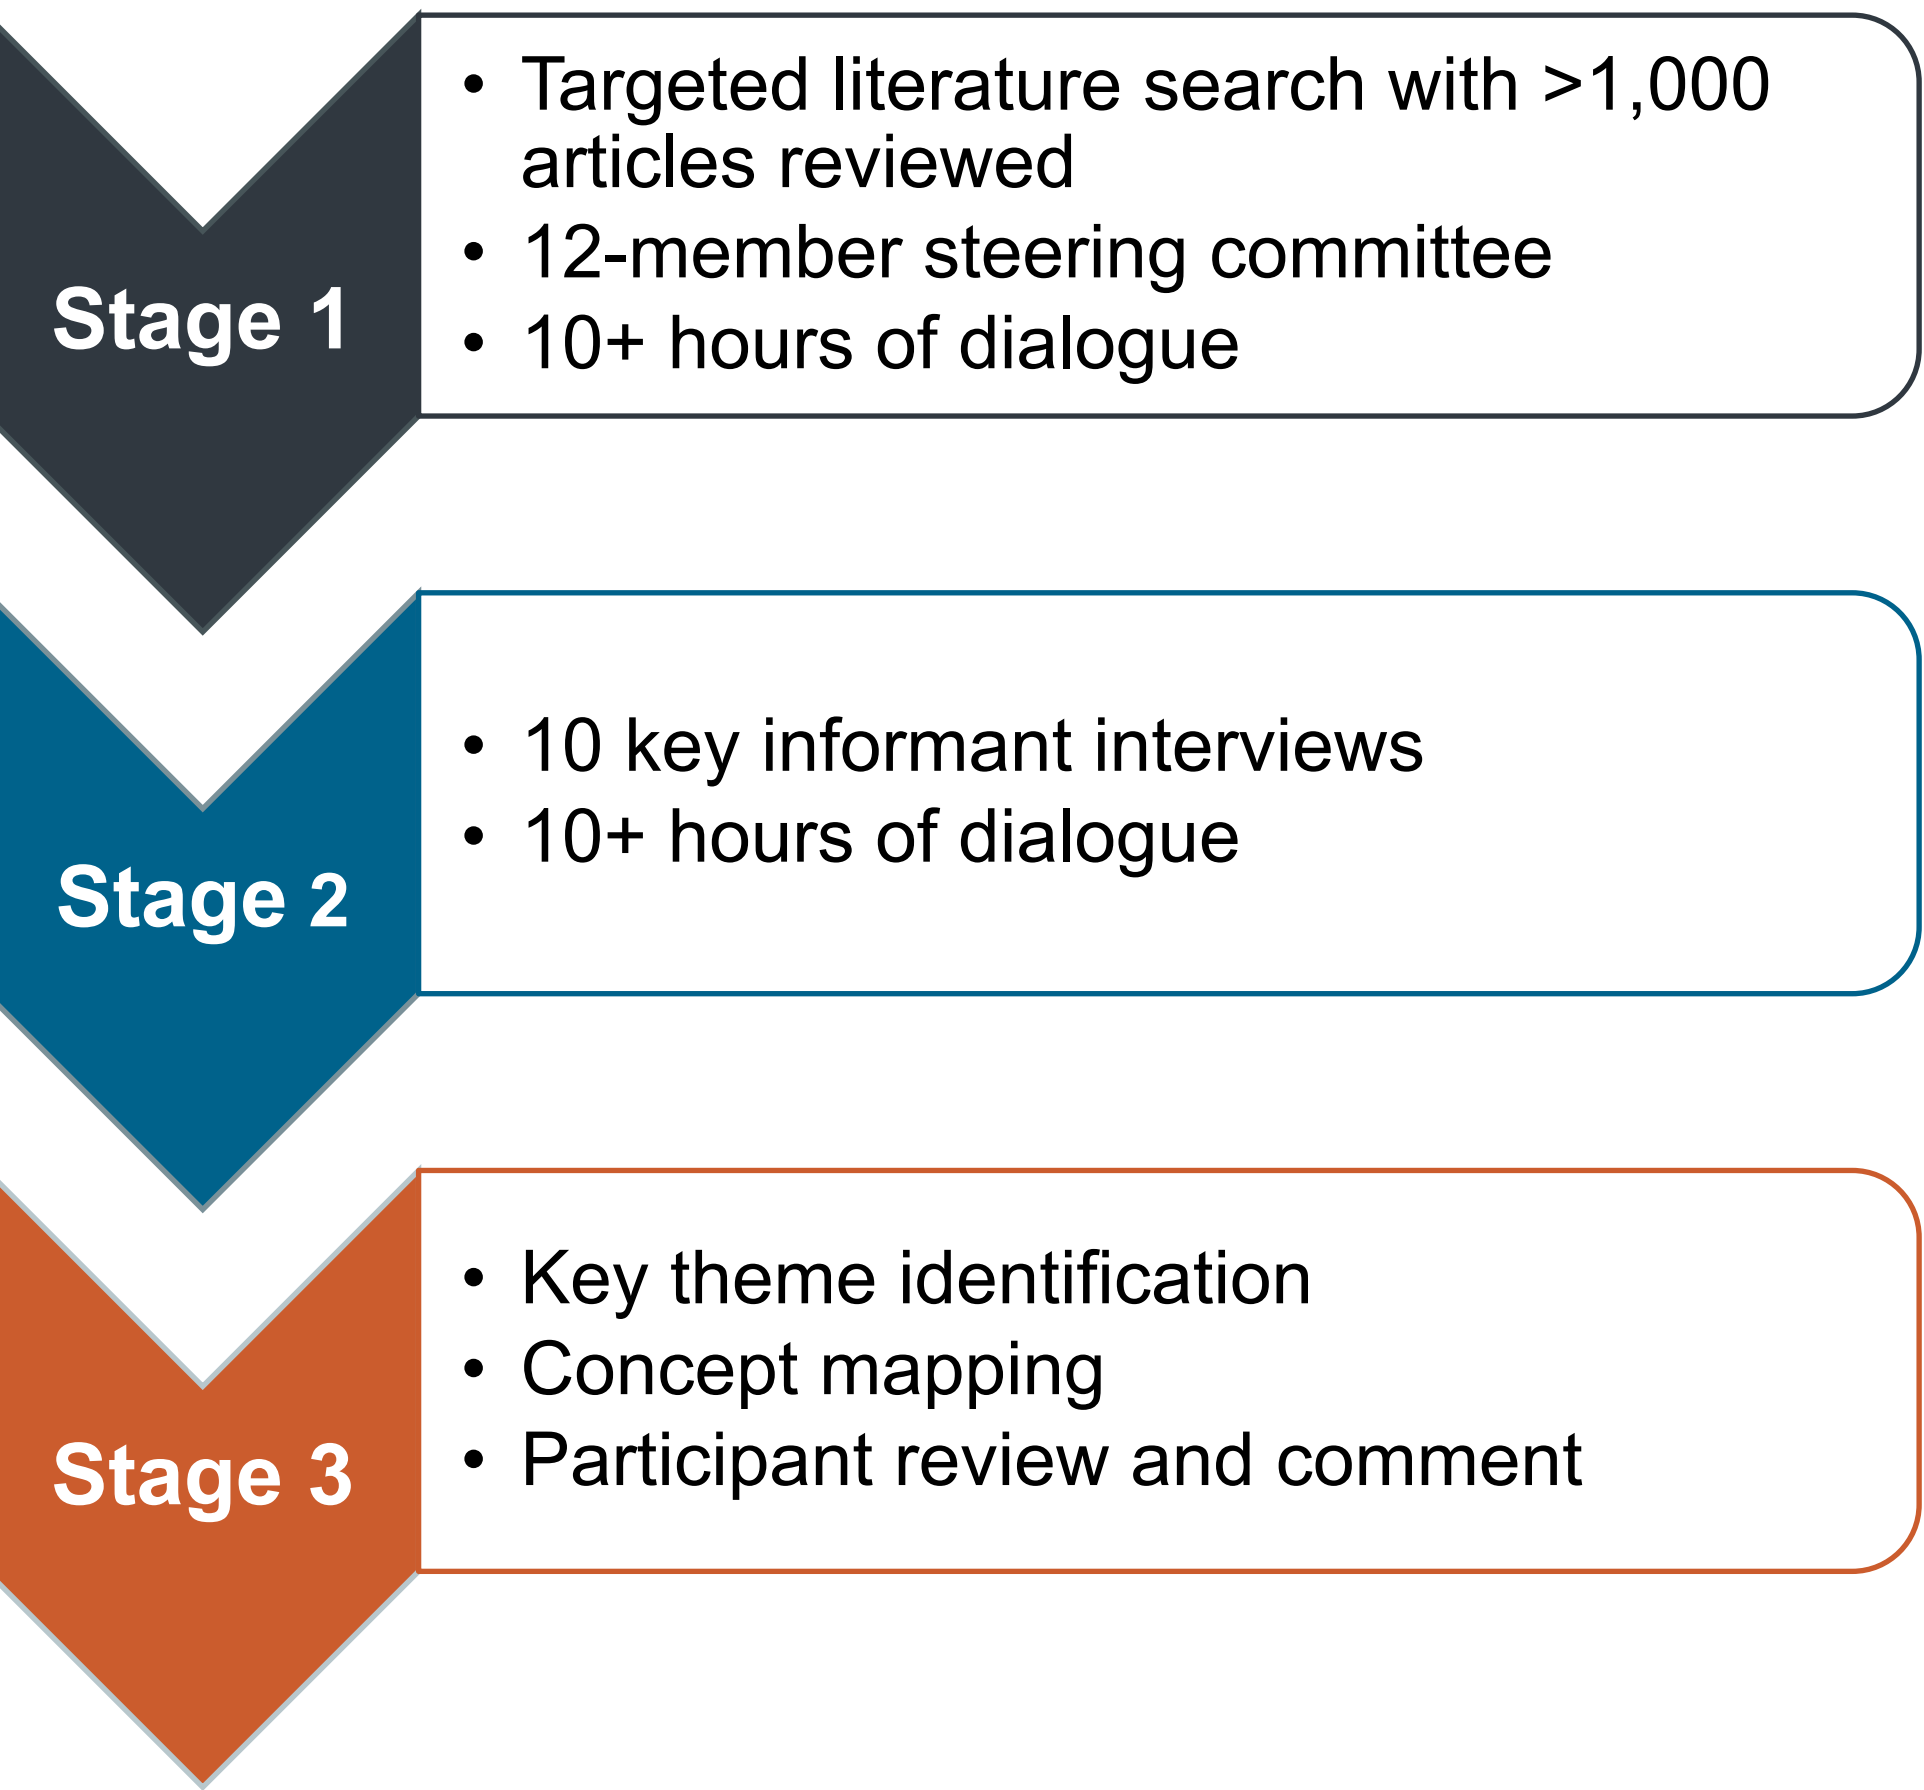 Stage 1
• Targeted literature search with >1,000
articles reviewed
• 12-member steering committee
• 10+ hours of dialogue
Stage 2
• 10 key informant interviews
• 10+ hours of dialogue
Stage 3
• Key theme identification
• Concept mapping
• Participant review and comment